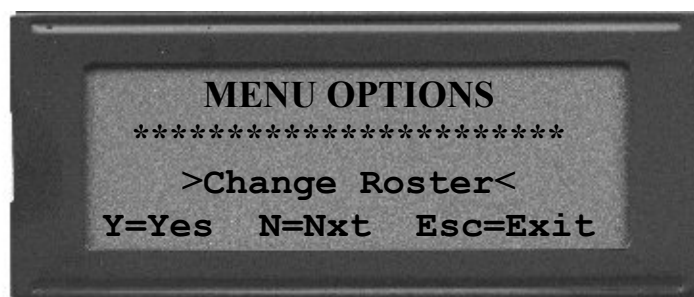 MENU OPTIONS
***********************
>Change Roster<
Y=Yes N=Nxt Esc=Exit